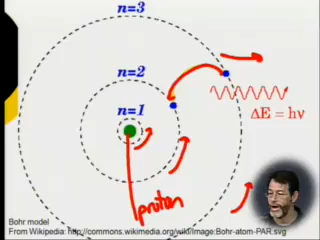 n=3
n=2
n=1
ΔE = hν
proton
Bohr model
From Wikipedia: http://commons.wikimedia.org/wiki/Image:Bohr-atom-PAR.svg